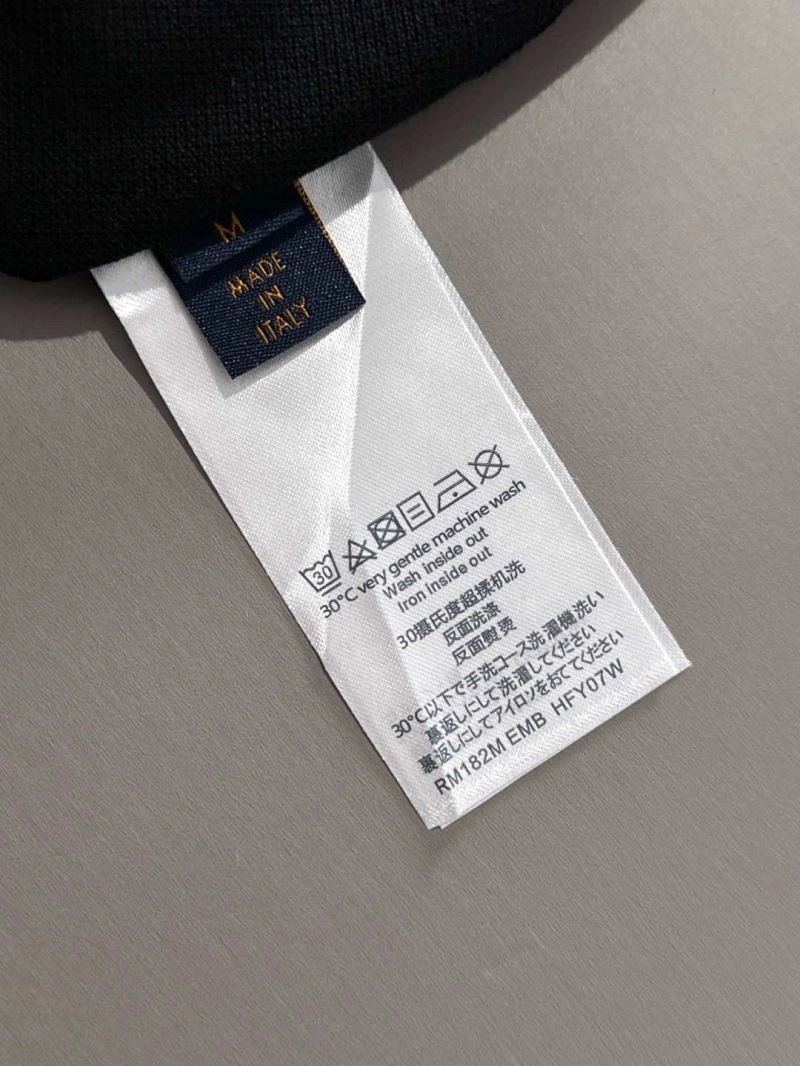 M
MADE
IN
ITALY
30
30°C very gentle machine wash
Wash inside out
Iron inside out
30摄氏度超揉机洗
反面洗涤
反面熨烫
30°C以下で手洗コース洗濯機洗い
裏返しにして洗濯してください
裏返しにしてアイロンをおててください
RM182M EMB HFY07W